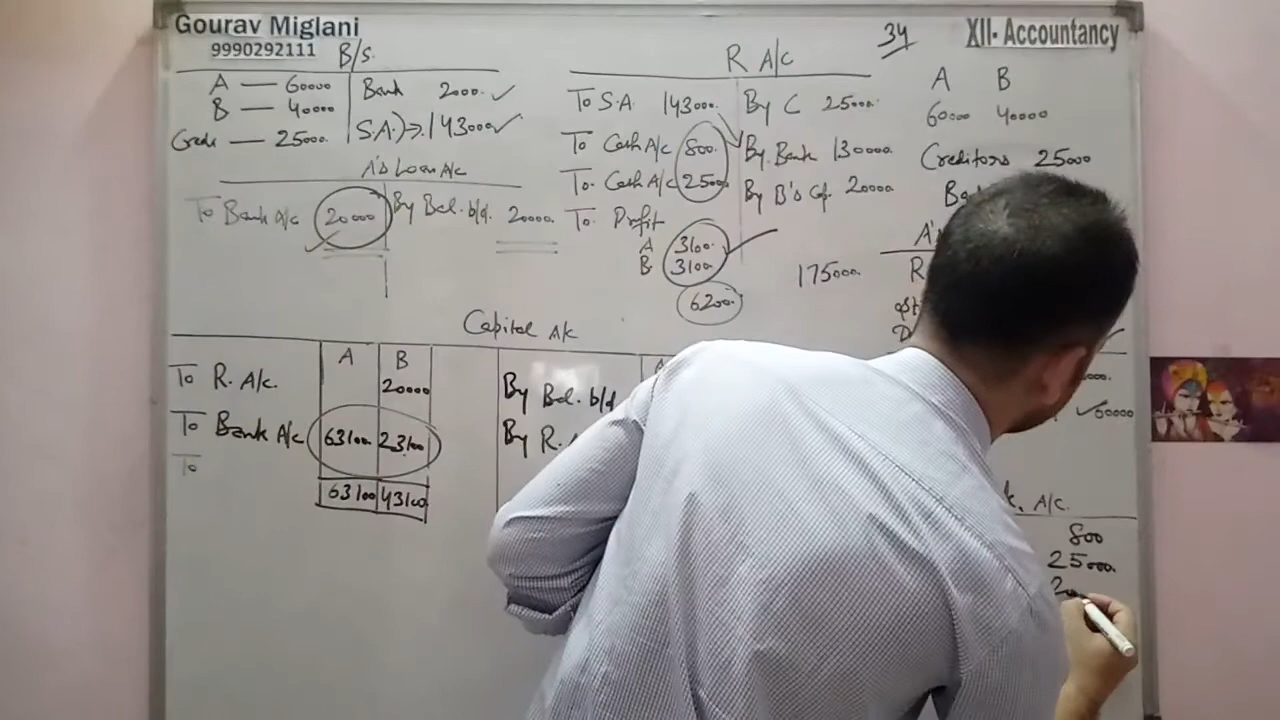 Gourav Miglani
9990292111
XII- Accountancy
34
B/S.
A — 60000
B — 40000
— 25000.
Bank 2000.
S.A.) → 143000
A's Loan A/c
To Bank A/c 20000
By Bal. b/d. 20000.
R A/c
To S.A. 143000.
To Cash A/c 800.
To Cash A/c 25000
To Profit
A 3100.
B 3100.
6200.
By C 25000.
By Bank 130000.
By B's Cap. 20000
175000.
A B
60000 40000
Creditors 25000
A'
R
Capital A/c
A B
To R. A/c. 20000
To Bank A/c 63100. 23100.
To
63100 43100
By Bal. b/d
By R.
A/c.
800
25000.